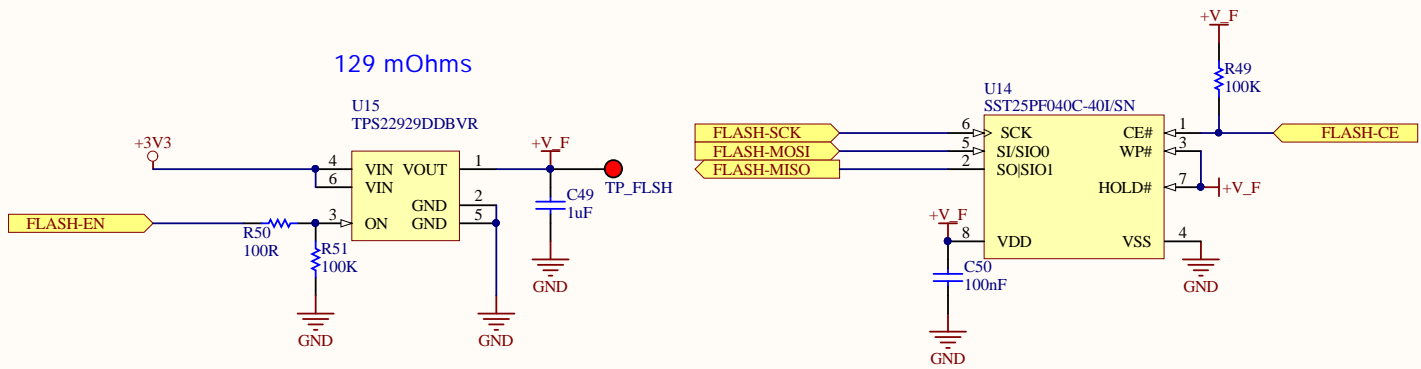 129 mOhms
U15
TPS22929DDBVR
+3V3
4 VIN VOUT 1
6 VIN
GND 2
3 ON GND 5
+V_F
TP_FLSH
C49
1uF
GND
FLASH-EN
R50
100R
R51
100K
GND
GND
+V_F
R49
100K
U14
SST25PF040C-40I/SN
FLASH-SCK 6 SCK CE# 1 FLASH-CE
FLASH-MOSI 5 SI/SIO0 WP# 3
FLASH-MISO 2 SO|SIO1
HOLD# 7 +V_F
+V_F
8 VDD VSS 4
C50
100nF
GND
GND